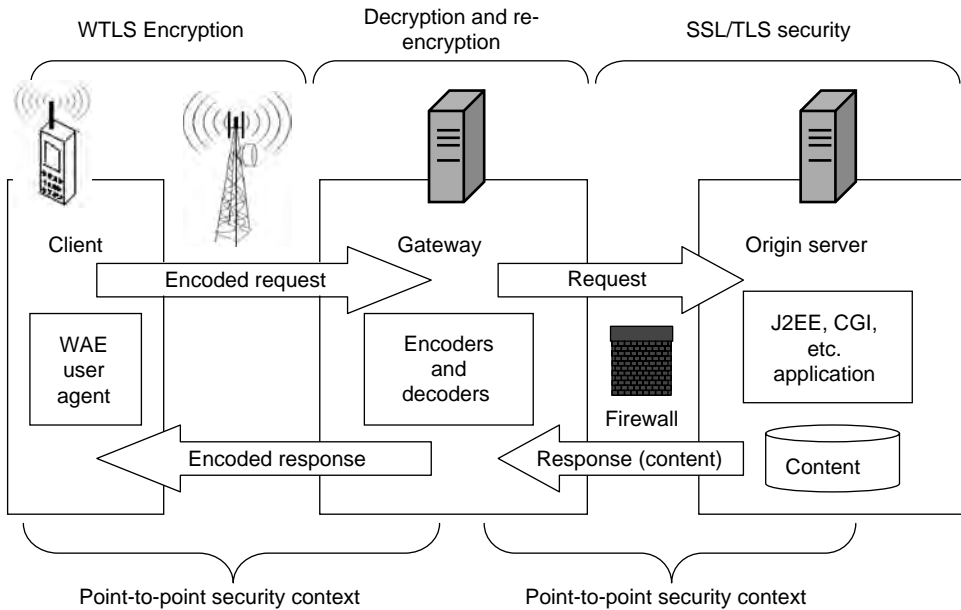 WTLS Encryption
Decryption and re-
encryption
SSL/TLS security
Client
Gateway
Origin server
Encoded request
Request
WAE
user
agent
Encoders
and
decoders
Firewall
J2EE, CGI,
etc.
application
Encoded response
Response (content)
Content
Point-to-point security context
Point-to-point security context